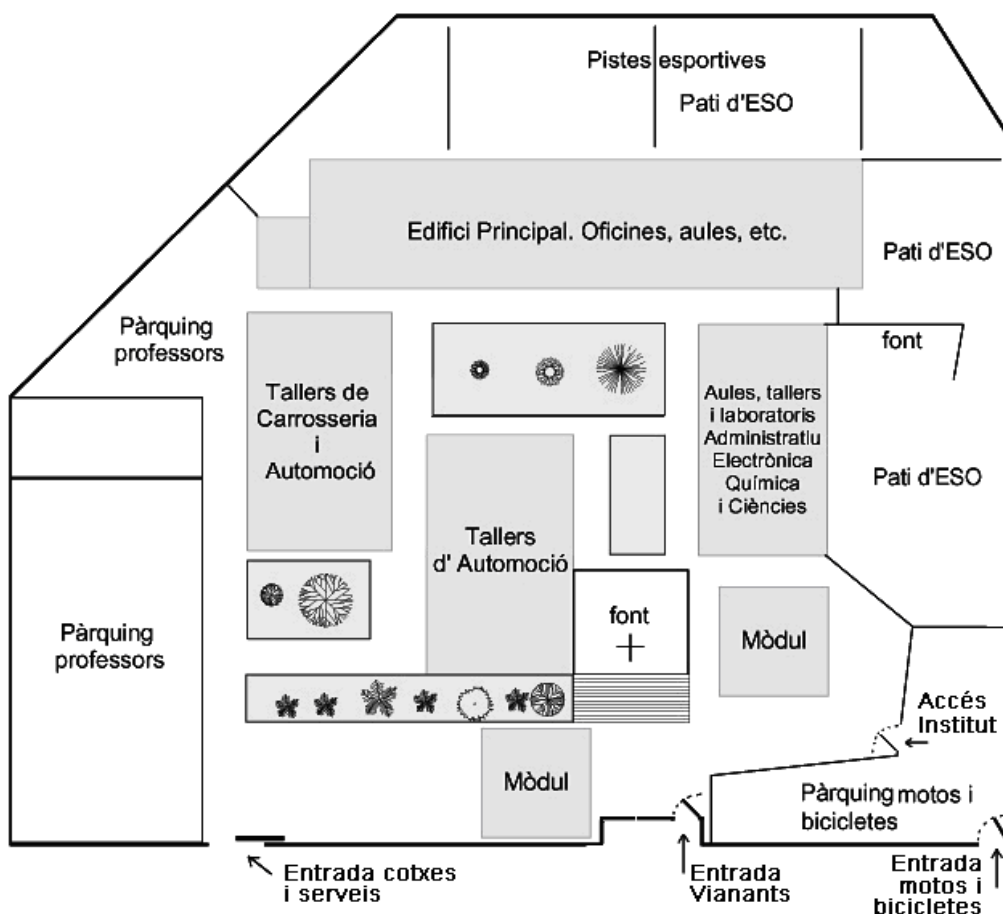 Pistes esportives
Pati d'ESO
Edifici Principal. Oficines, aules, etc.
Pati d'ESO
Pàrquing
professors
font
Tallers de
Carrosseria
i
Automoció
Aules, tallers
i laboratoris
Administratiu
Electrònica
Química
i Ciències
Pati d'ESO
Tallers
d' Automoció
Pàrquing
professors
font
Mòdul
Accés
Institut
Mòdul
Pàrquing motos i
bicicletes
Entrada cotxes
i serveis
Entrada
Vianants
Entrada
motos i
bicicletes